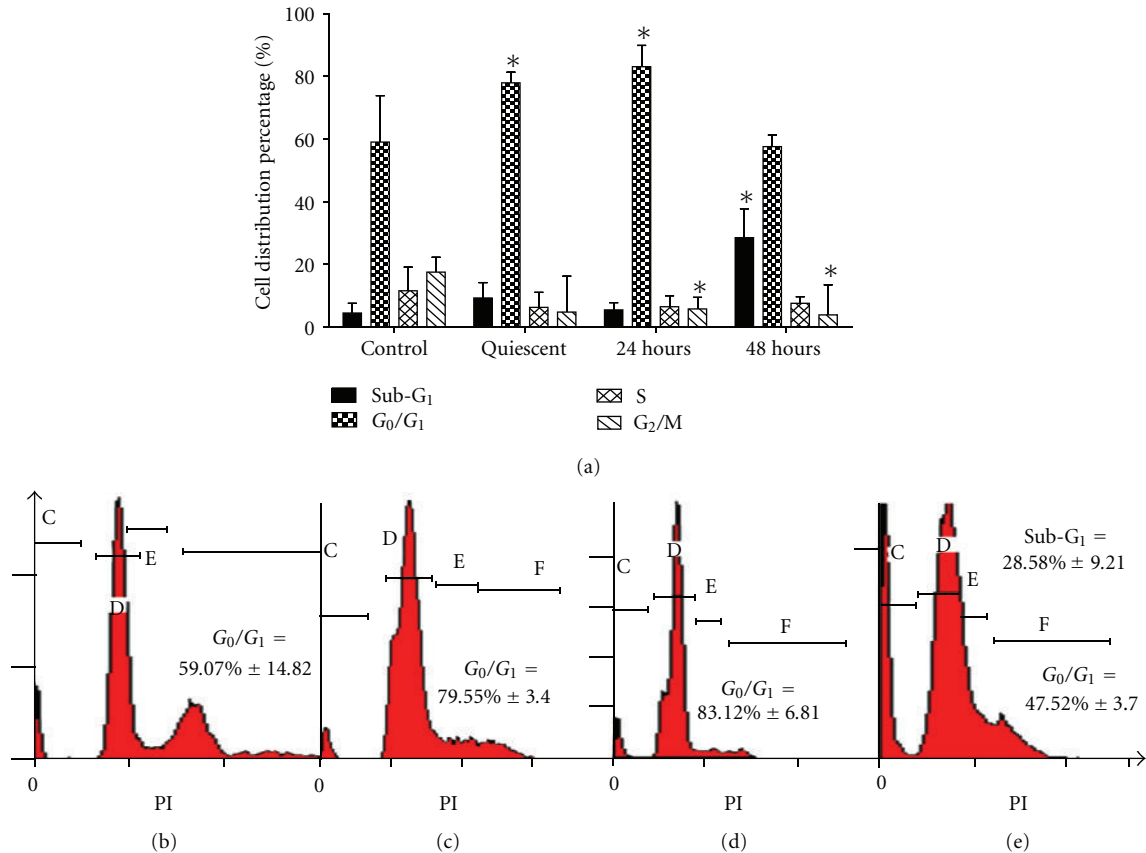 100
80
60
40
20
0
Cell distribution percentage (%)
* * * * * 
Control Quiescent 24 hours 48 hours
Sub-G₁ S
G₀/G₁ G₂/M
(a)
C
D
E
G₀/G₁ =
59.07% ± 14.82
0
PI
(b)
C
D
E
F
G₀/G₁ =
79.55% ± 3.4
0
PI
(c)
C
D
E
F
G₀/G₁ =
83.12% ± 6.81
0
PI
(d)
C
D
E
F
Sub-G₁ =
28.58% ± 9.21
G₀/G₁ =
47.52% ± 3.7
0
PI
(e)